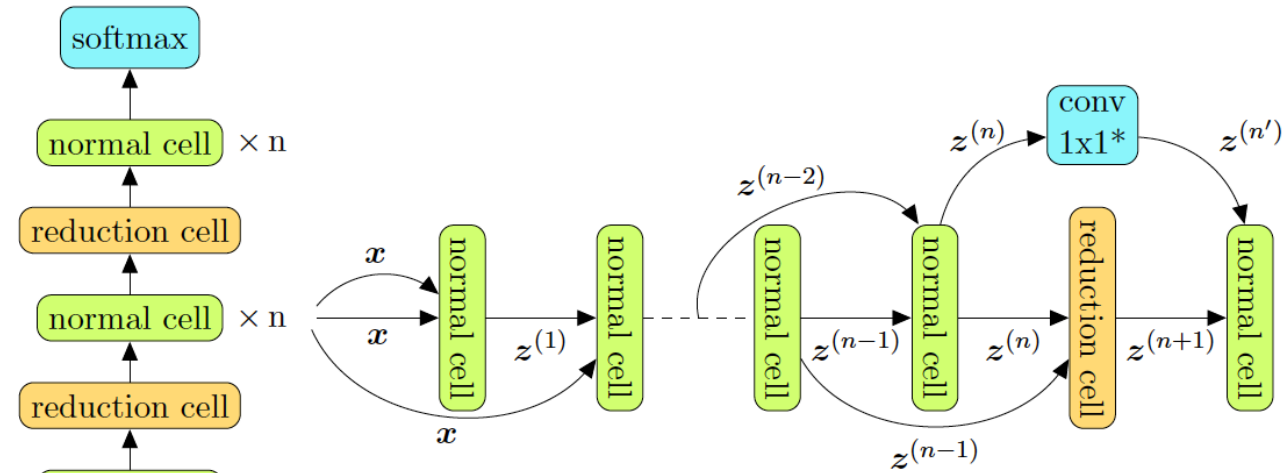 softmax
normal cell × n
reduction cell
normal cell × n
reduction cell
x
x
x
normal cell
z^{(1)}
normal cell
z^{(n−2)}
normal cell
z^{(n−1)}
z^{(n−1)}
normal cell
z^{(n)}
z^{(n)}
conv
1x1*
reduction cell
z^{(n′)}
z^{(n+1)}
normal cell